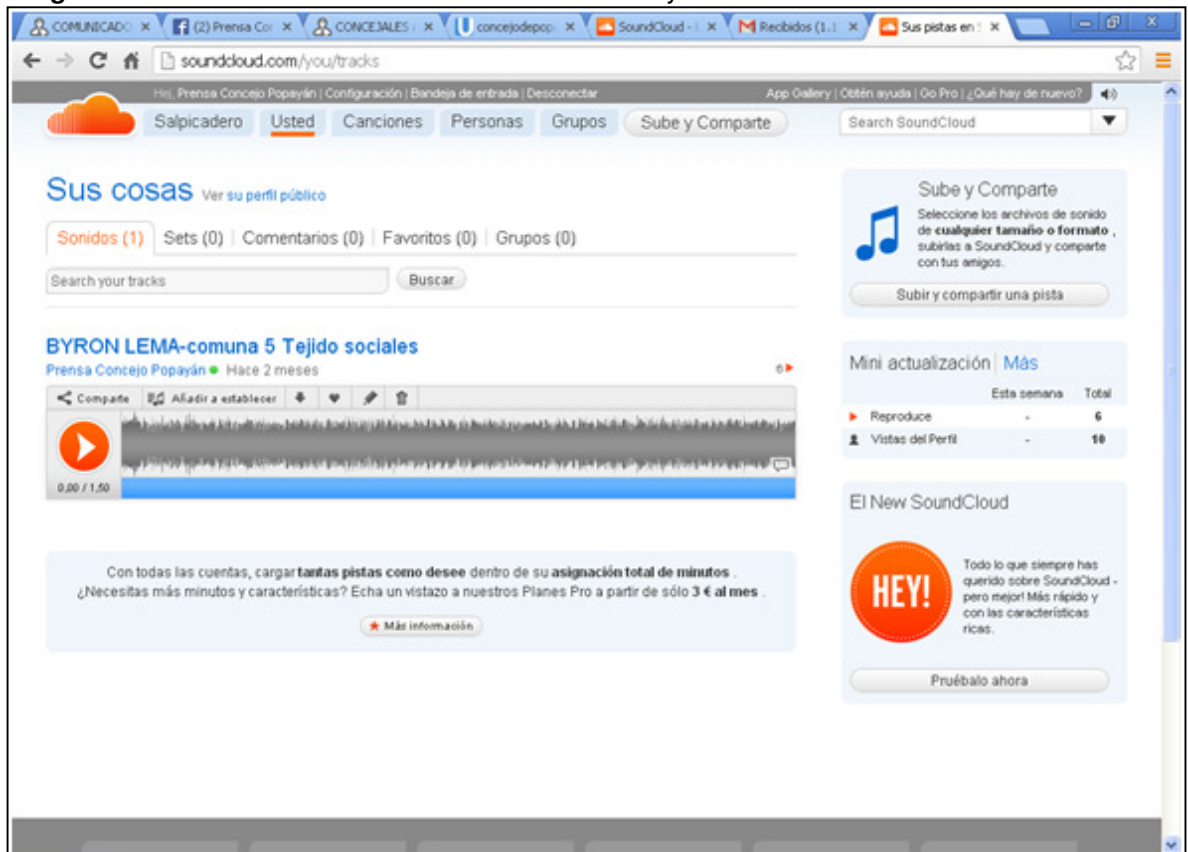 COMUNICADO
(2) Prensa Con
CONCEJALES
concejodepop
SoundCloud -
Recibidos (1.1
Sus pistas en S
soundcloud.com/you/tracks
Hei, Prensa Concejo Popayán | Configuración | Bandeja de entrada | Desconectar
App Gallery | Obtén ayuda | Go Pro | ¿Qué hay de nuevo?
Salpicadero Usted Canciones Personas Grupos Sube y Comparte
Search SoundCloud
Sus cosas Ver su perfil público
Sonidos (1) Sets (0) | Comentarios (0) | Favoritos (0) | Grupos (0)
Search your tracks
Buscar
BYRON LEMA-comuna 5 Tejido sociales
Prensa Concejo Popayán Hace 2 meses
6
Comparte Añadir a establecer
0,00 / 1,50
Con todas las cuentas, cargar tantas pistas como desee dentro de su asignación total de minutos .
¿Necesitas más minutos y características? Echa un vistazo a nuestros Planes Pro a partir de sólo 3 € al mes .
Más información
Sube y Comparte
Seleccione los archivos de sonido
de cualquier tamaño o formato ,
subirlas a SoundCloud y comparte
con tus amigos.
Subir y compartir una pista
Mini actualización | Más
Esta semana Total
Reproduce - 6
Vistas del Perfil - 10
El New SoundCloud
HEY!
Todo lo que siempre has
querido sobre SoundCloud -
pero mejor! Más rápido y
con las características
ricas.
Pruébalo ahora